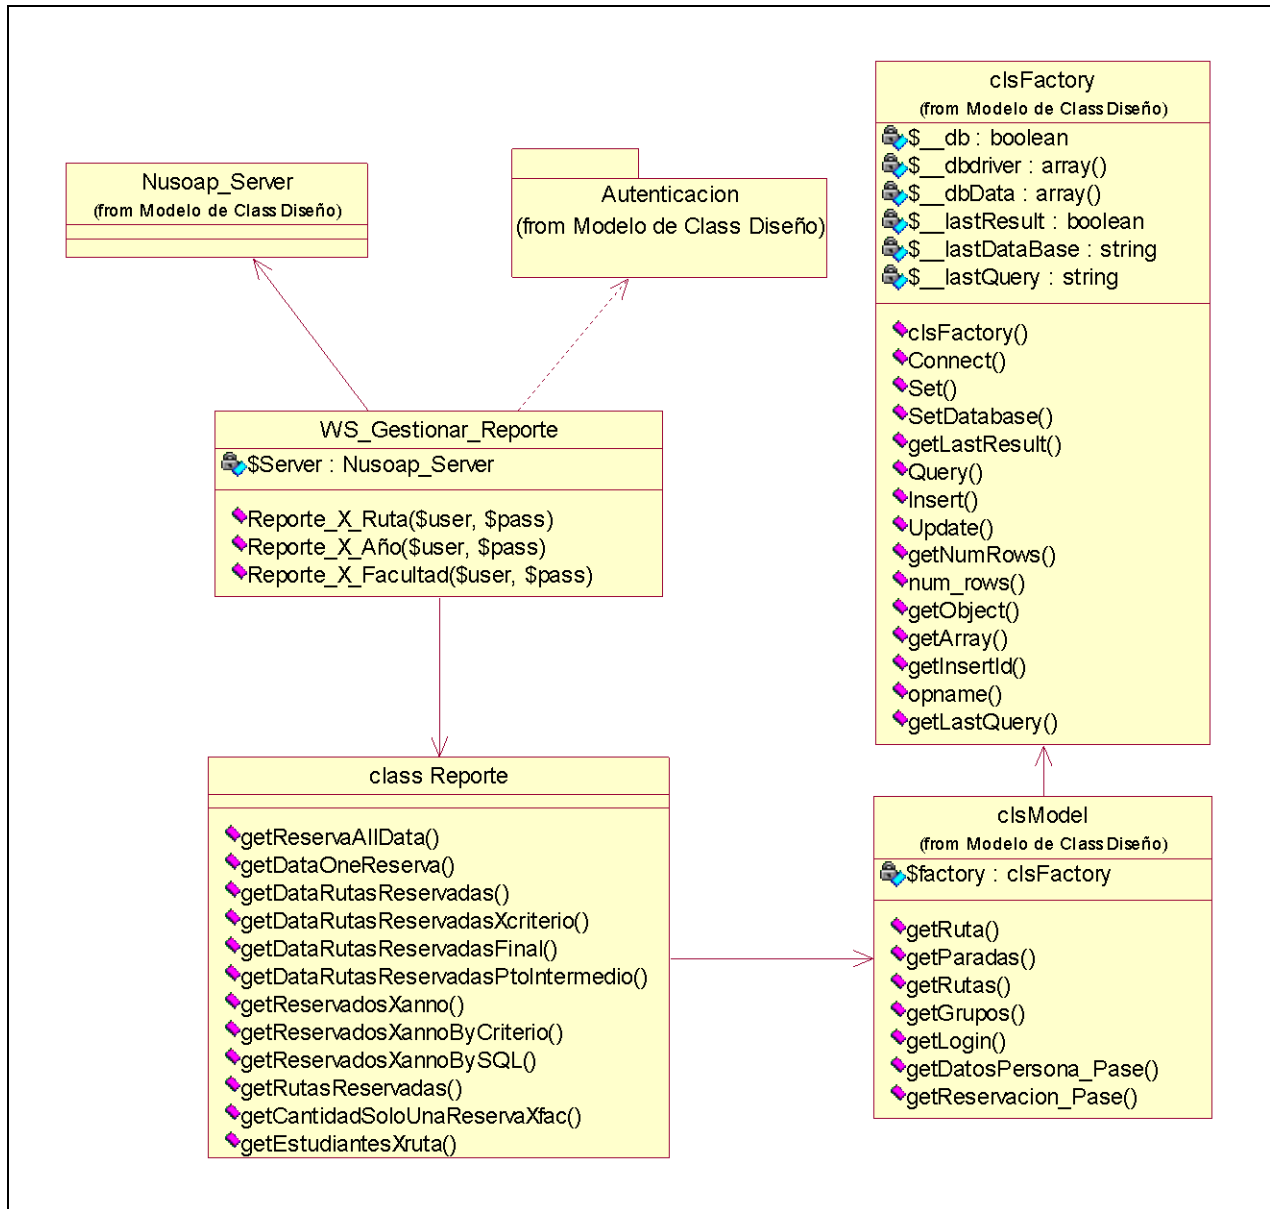 Nusoap_Server
(from Modelo de Class Diseño)
Autenticacion
(from Modelo de Class Diseño)
clsFactory
(from Modelo de Class Diseño)
$__db : boolean
$__dbdriver : array()
$__dbData : array()
$__lastResult : boolean
$__lastDataBase : string
$__lastQuery : string
clsFactory()
Connect()
Set()
SetDatabase()
getLastResult()
Query()
Insert()
Update()
getNumRows()
num_rows()
getObject()
getArray()
getInsertId()
opname()
getLastQuery()
WS_Gestionar_Reporte
$Server : Nusoap_Server
Reporte_X_Ruta($user, $pass)
Reporte_X_Año($user, $pass)
Reporte_X_Facultad($user, $pass)
class Reporte
getReservaAllData()
getDataOneReserva()
getDataRutasReservadas()
getDataRutasReservadasXcriterio()
getDataRutasReservadasFinal()
getDataRutasReservadasPtoIntermedio()
getReservadosXanno()
getReservadosXannoByCriterio()
getReservadosXannoBySQL()
getRutasReservadas()
getCantidadSoloUnaReservaXfac()
getEstudiantesXruta()
clsModel
(from Modelo de Class Diseño)
$factory : clsFactory
getRuta()
getParadas()
getRutas()
getGrupos()
getLogin()
getDatosPersona_Pase()
getReservacion_Pase()